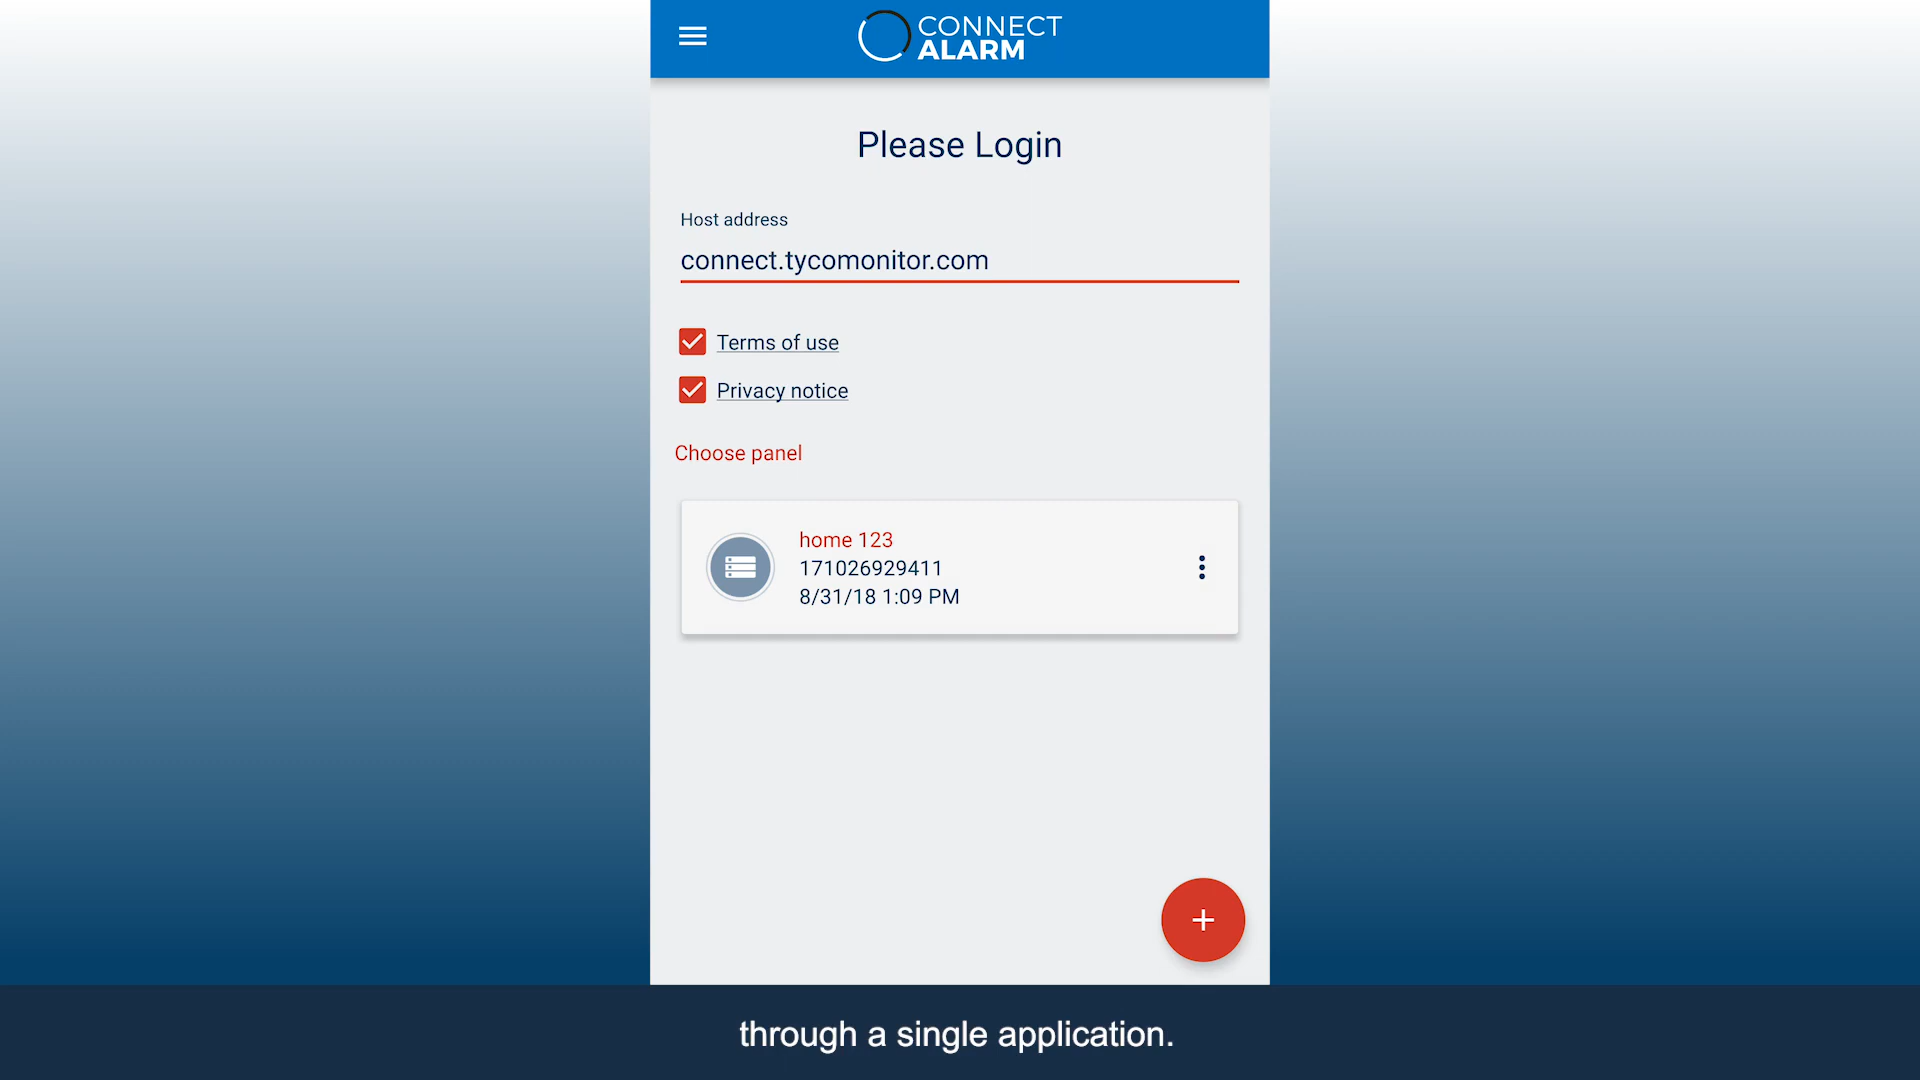 CONNECT
ALARM
Please Login
Host address
connect.tycomonitor.com
Terms of use
Privacy notice
Choose panel
home 123
171026929411
8/31/18 1:09 PM
+
through a single application.